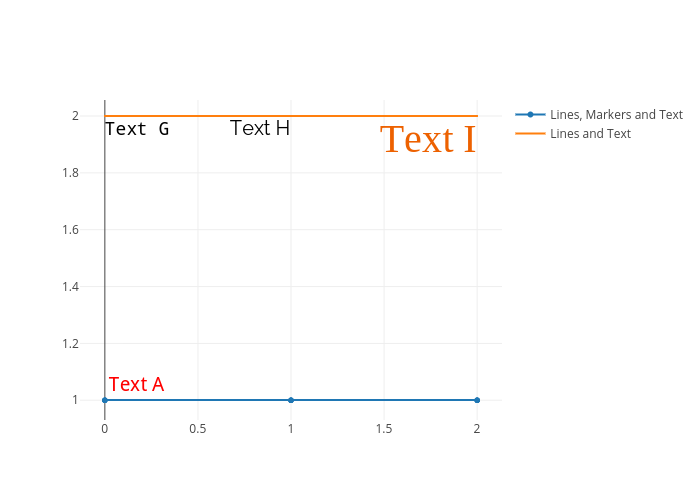 2
Text G
Text H
Text I
1.8
1.6
1.4
1.2
Text A
1
0
0.5
1
1.5
2
Lines, Markers and Text
Lines and Text